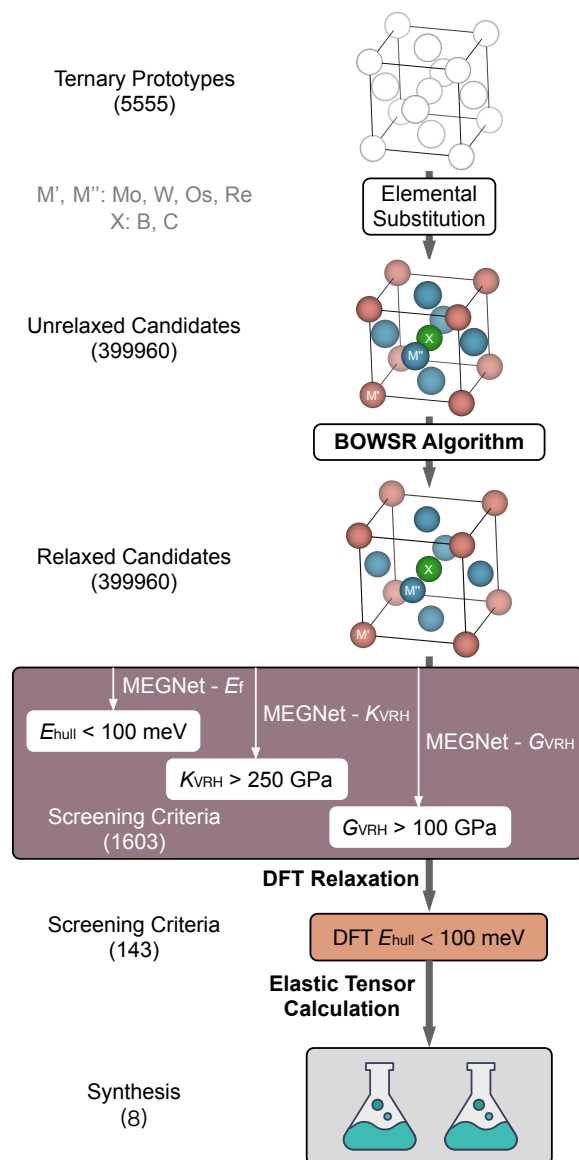 Ternary Prototypes
(5555)
M', M'': Mo, W, Os, Re
X: B, C
Elemental
Substitution
Unrelaxed Candidates
(399960)
X
M''
M'
BOWSR Algorithm
Relaxed Candidates
(399960)
X
M''
M'
MEGNet - Ef
Ehull < 100 meV
MEGNet - KVRH
KVRH > 250 GPa
MEGNet - GVRH
GVRH > 100 GPa
Screening Criteria
(1603)
DFT Relaxation
Screening Criteria
(143)
DFT Ehull < 100 meV
Elastic Tensor
Calculation
Synthesis
(8)